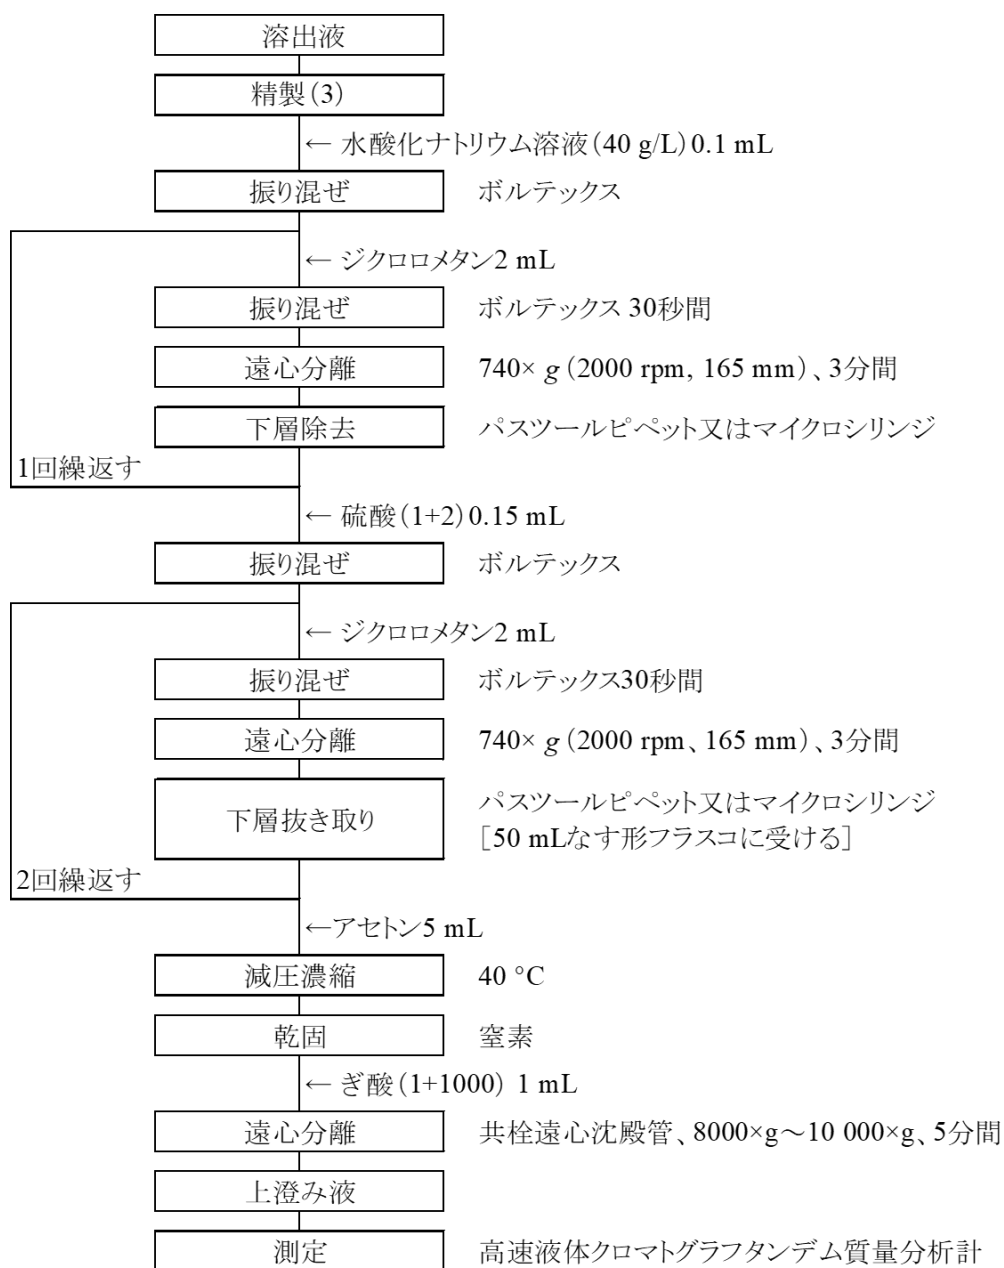 溶出液
精製(3)
← 水酸化ナトリウム溶液(40 g/L)0.1 mL
振り混ぜ ボルテックス
← ジクロロメタン2 mL
振り混ぜ ボルテックス 30秒間
遠心分離 740× g (2000 rpm, 165 mm)、3分間
下層除去 パスツールピペット又はマイクロシリンジ
1回繰返す
← 硫酸(1+2)0.15 mL
振り混ぜ ボルテックス
← ジクロロメタン2 mL
振り混ぜ ボルテックス30秒間
遠心分離 740× g (2000 rpm、165 mm)、3分間
下層抜き取り パスツールピペット又はマイクロシリンジ
[50 mLなす形フラスコに受ける]
2回繰返す
←アセトン5 mL
減圧濃縮 40 °C
乾固 窒素
← ぎ酸(1+1000) 1 mL
遠心分離 共栓遠心沈殿管、8000×g～10 000×g、5分間
上澄み液
測定 高速液体クロマトグラフタンデム質量分析計